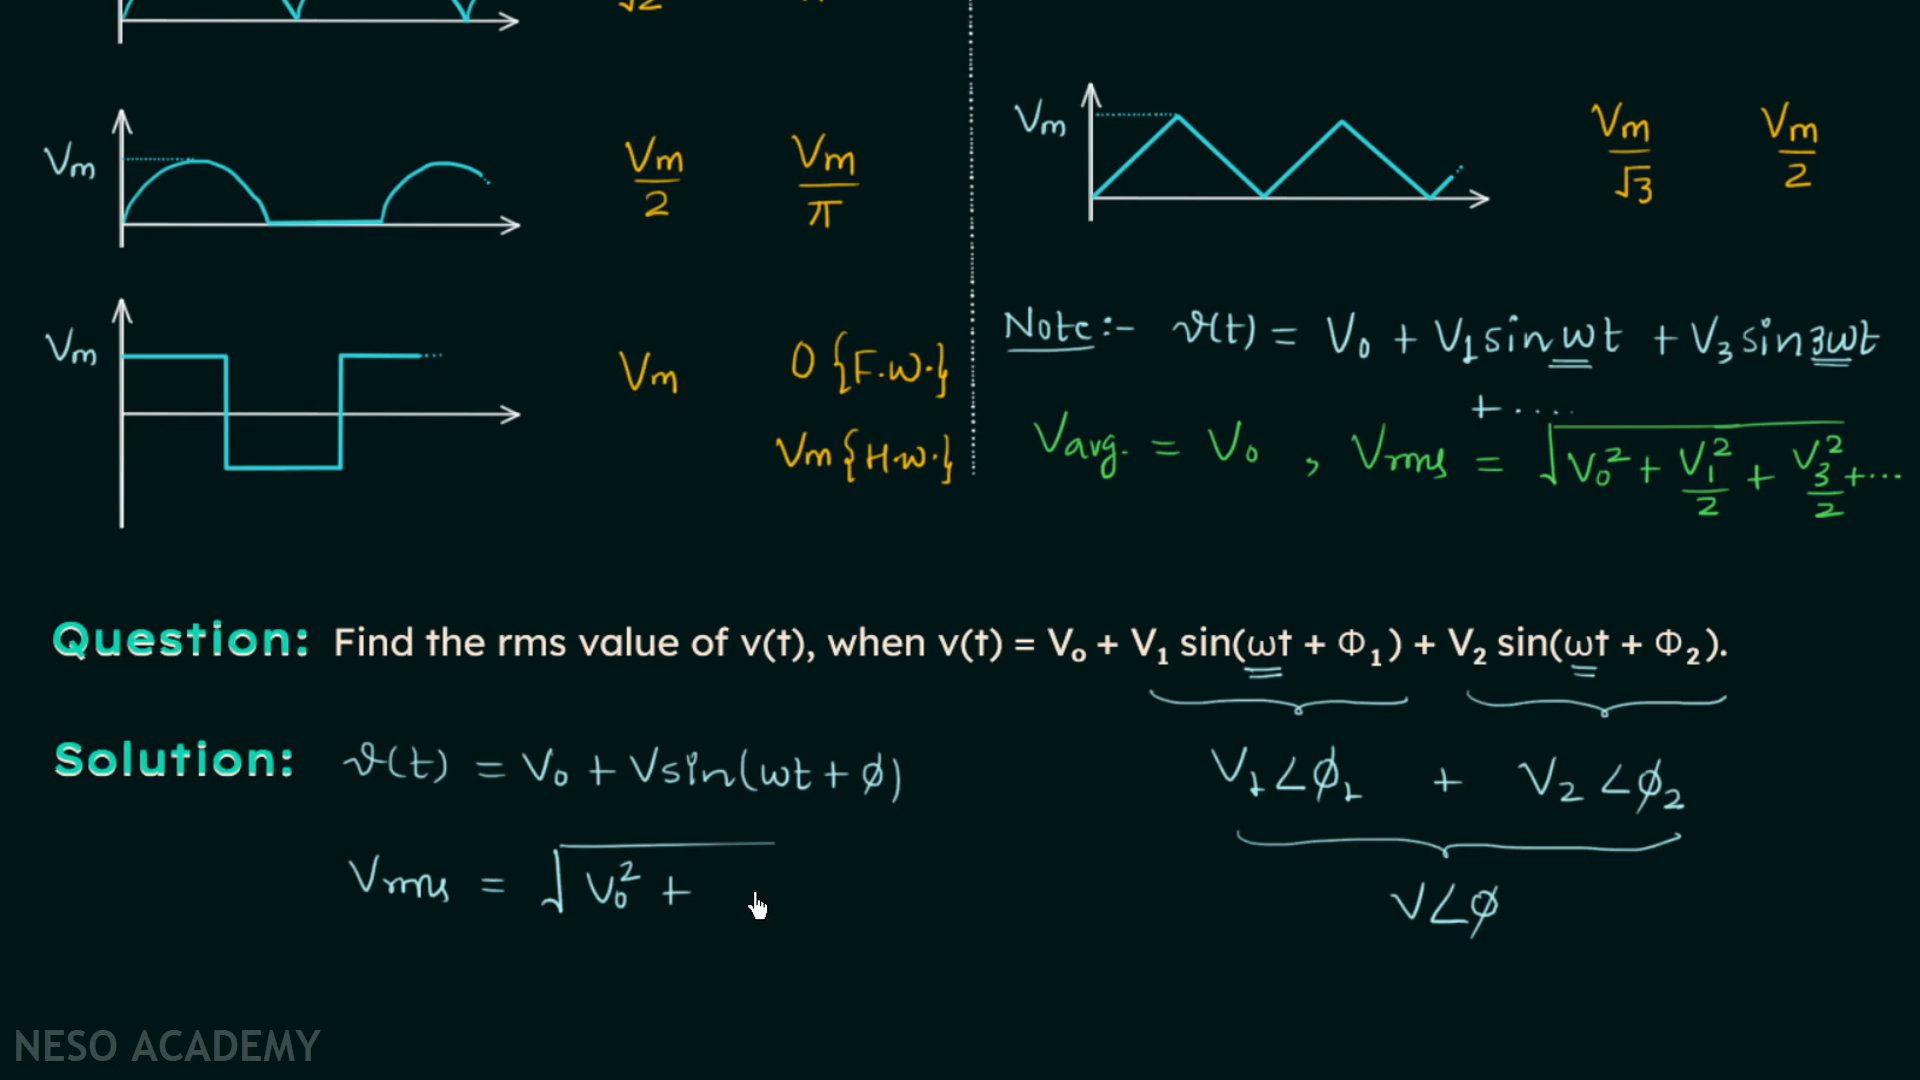 √2 π
Vm Vm/2 Vm/π
Vm Vm 0 {F.W.}
Vm {H.W.}
Vm Vm/√3 Vm/2
Note:- v(t) = V₀ + V₁ sin ωt + V₃ sin 3ωt
+ ....
Vavg. = V₀ , Vrms = √V₀² + V₁²/2 + V₃²/2 + ...
Question: Find the rms value of v(t), when v(t) = V₀ + V₁ sin(ωt + Φ₁) + V₂ sin(ωt + Φ₂).
Solution: v(t) = V₀ + V sin(ωt + ϕ)
V₁∠ϕ₁ + V₂∠ϕ₂
Vrms = √V₀² +
V∠ϕ
NESO ACADEMY